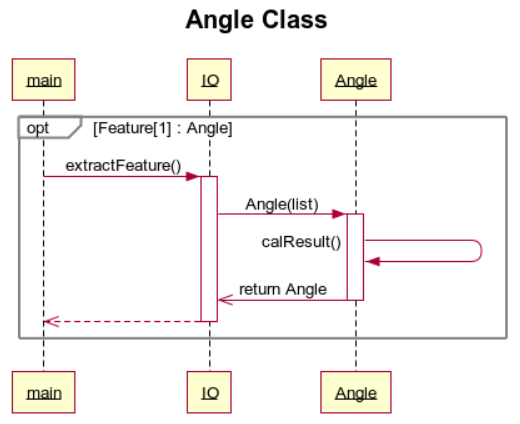 Angle Class
main
IO
Angle
opt
[Feature[1] : Angle]
extractFeature()
Angle(list)
calResult()
return Angle
main
IO
Angle